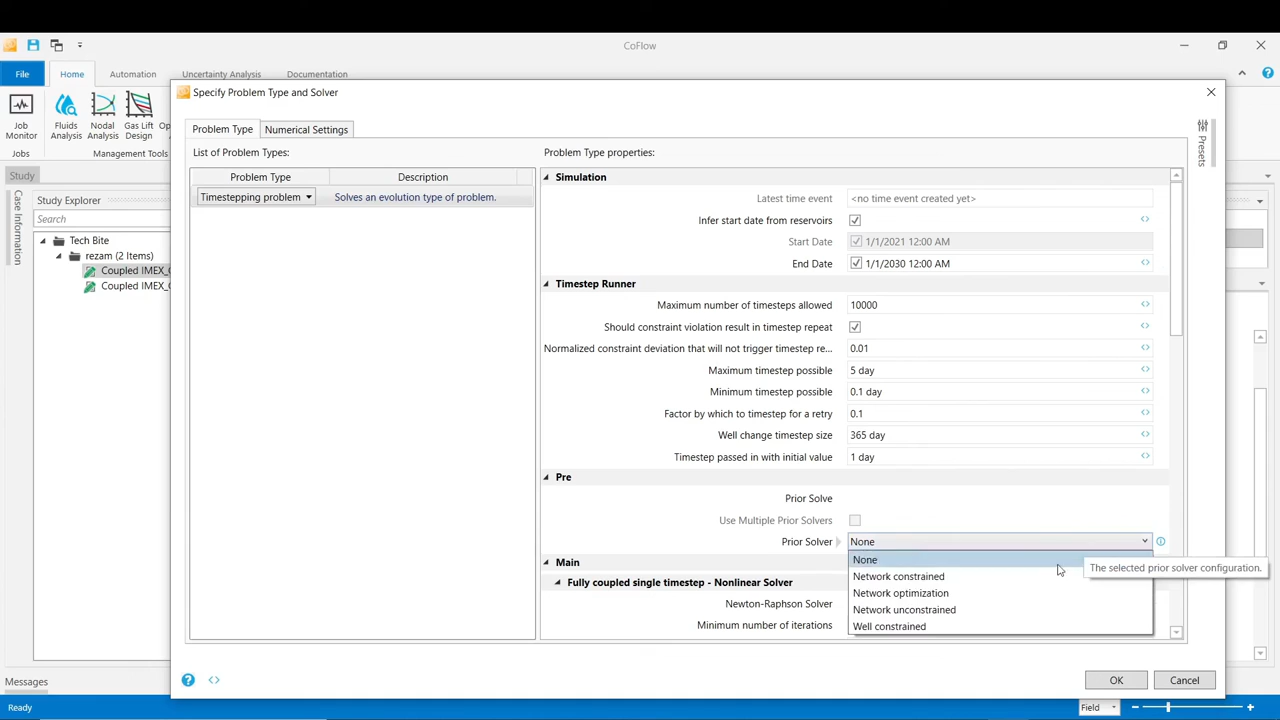 CoFlow
File Home Automation Uncertainty Analysis Documentation
Specify Problem Type and Solver
Job Monitor
Fluids Analysis
Nodal Analysis
Gas Lift Design
Op
Jobs
Management Tools
Problem Type Numerical Settings
Presets
List of Problem Types:
Problem Type properties:
Study
Case Information
Study Explorer
Search
Tech Bite
rezam (2 Items)
Coupled IMEX_
Coupled IMEX_
Problem Type Description
Timestepping problem Solves an evolution type of problem.
Simulation
Latest time event <no time event created yet>
Infer start date from reservoirs
Start Date 1/1/2021 12:00 AM
End Date 1/1/2030 12:00 AM
Timestep Runner
Maximum number of timesteps allowed 10000
Should constraint violation result in timestep repeat
Normalized constraint deviation that will not trigger timestep re... 0.01
Maximum timestep possible 5 day
Minimum timestep possible 0.1 day
Factor by which to timestep for a retry 0.1
Well change timestep size 365 day
Timestep passed in with initial value 1 day
Pre
Prior Solve
Use Multiple Prior Solvers
Prior Solver None
None
Network constrained
Network optimization
Network unconstrained
Well constrained
The selected prior solver configuration.
Main
Fully coupled single timestep - Nonlinear Solver
Newton-Raphson Solver
Minimum number of iterations
OK Cancel
Messages
Ready
Field